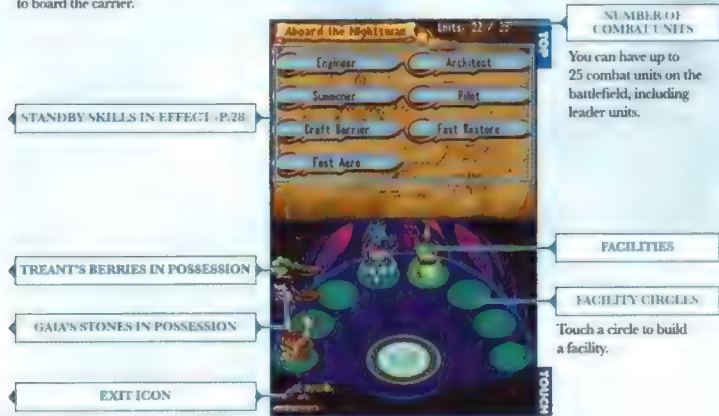 to board the carrier.
Aboard the Nightswan
Units: 22 / 25
TOP
Engineer
Architect
Summoner
Pilot
Craft Barrier
Fast Restore
Fast Aero
NUMBER OF
COMBAT UNITS
You can have up to
25 combat units on the
battlefield, including
leader units.
STANDBY SKILLS IN EFFECT P.28
TREANT'S BERRIES IN POSSESSION
GAIA'S STONES IN POSSESSION
EXIT ICON
FACILITIES
FACILITY CIRCLES
Touch a circle to build
a facility.
TOUCH